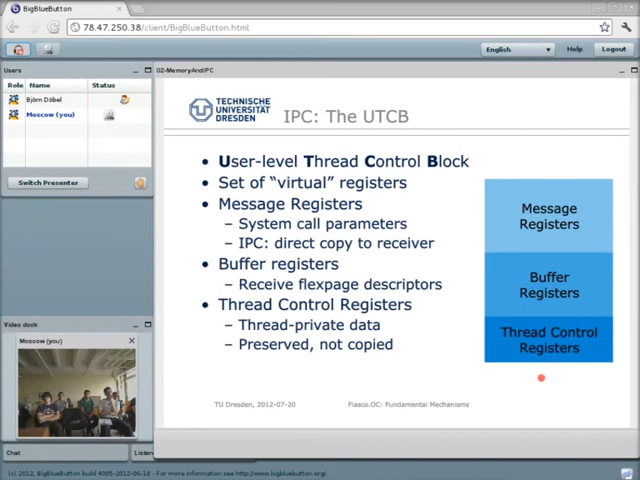 BigBlueButton
78.47.250.38/client/BigBlueButton.html
English
Help
Logout
Users
02-MemoryAndIPC
Role Name Status
Björn Döbel
Moscow (you)
Switch Presenter
TECHNISCHE
UNIVERSITÄT
DRESDEN
IPC: The UTCB
• User-level Thread Control Block
• Set of “virtual” registers
• Message Registers
– System call parameters
– IPC: direct copy to receiver
• Buffer registers
– Receive flexpage descriptors
• Thread Control Registers
– Thread-private data
– Preserved, not copied
Message
Registers
Buffer
Registers
Thread Control
Registers
TU Dresden, 2012-07-20
Fiasco.OC: Fundamental Mechanisms
Video dock
Moscow (you)
Chat
Listen
(c) 2012, BigBlueButton build 4005-2012-06-18 - For more information see http://www.bigbluebutton.org/.